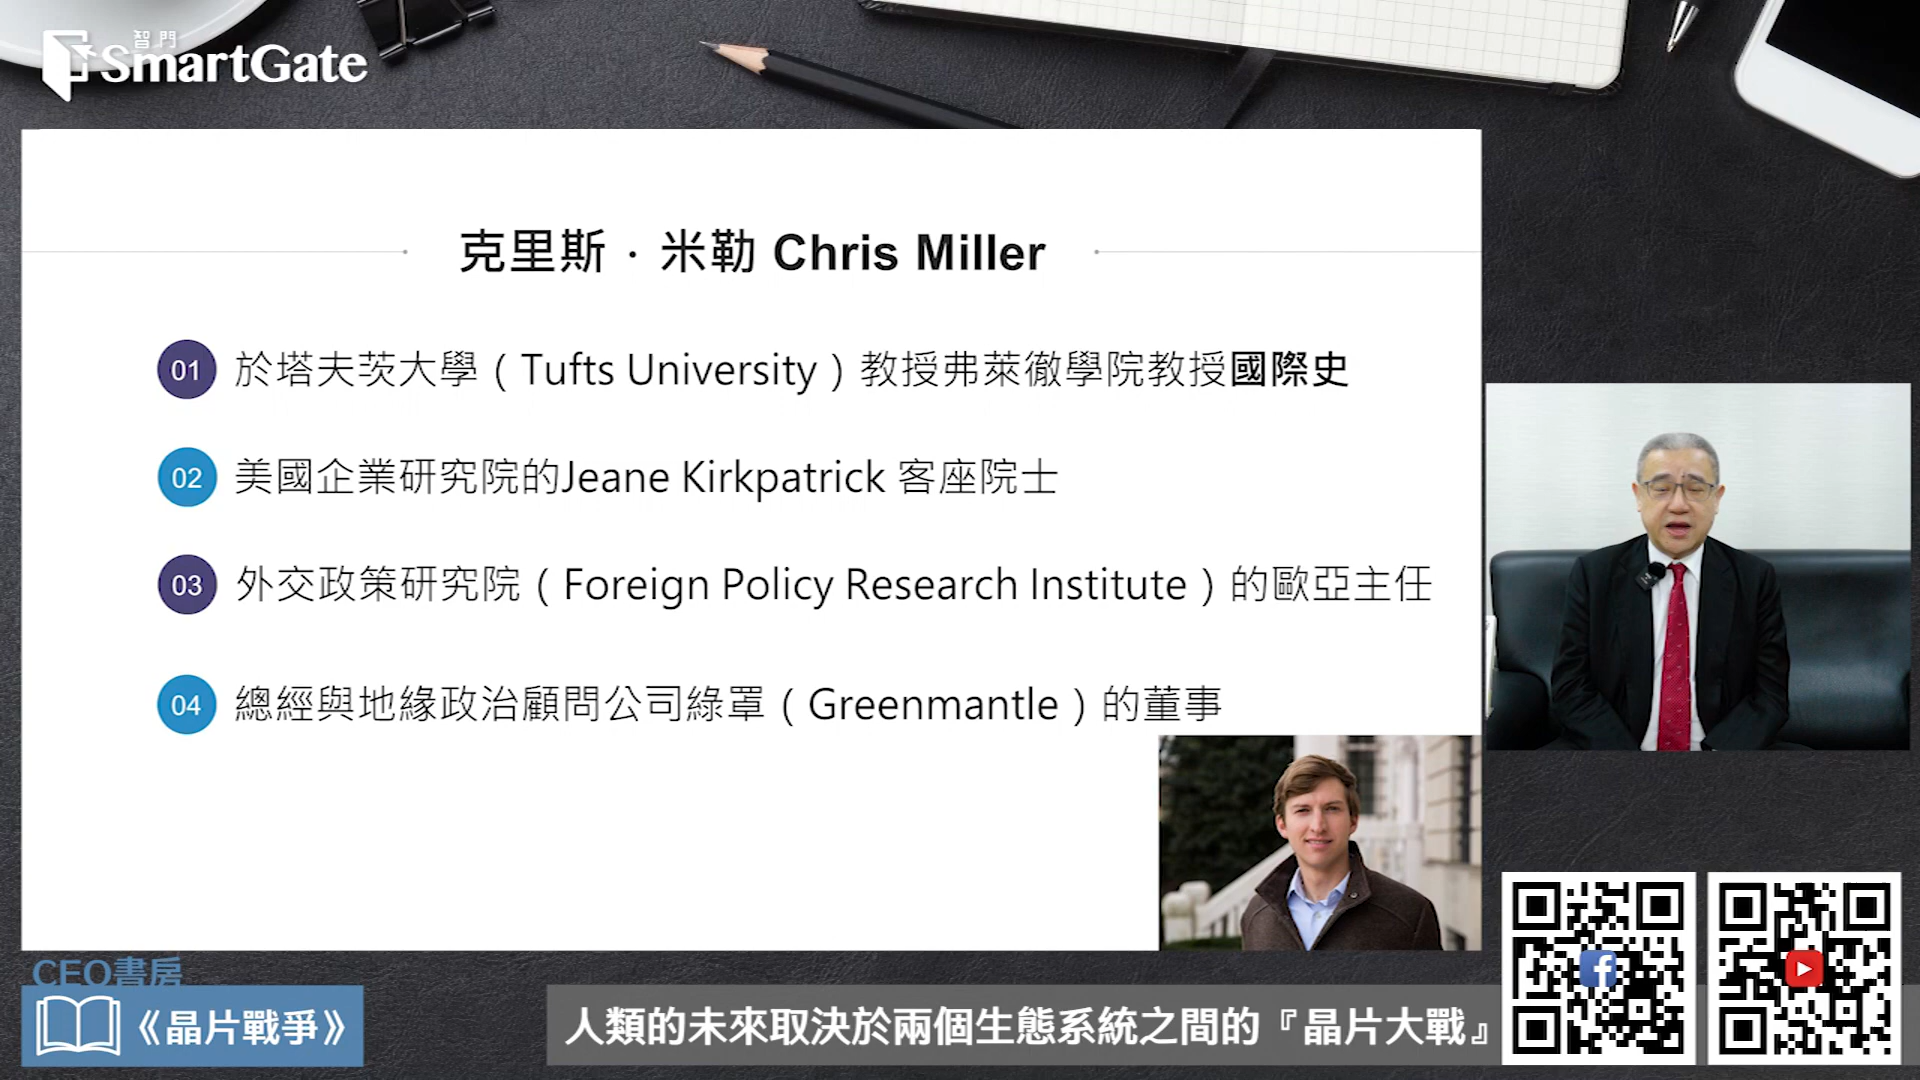 智門
SmartGate
克里斯．米勒 Chris Miller
01 於塔夫茨大學（Tufts University）教授弗萊徹學院教授國際史
02 美國企業研究院的Jeane Kirkpatrick 客座院士
03 外交政策研究院（Foreign Policy Research Institute）的歐亞主任
04 總經與地緣政治顧問公司綠罩（Greenmantle）的董事
CEO書房
《晶片戰爭》
人類的未來取決於兩個生態系統之間的『晶片大戰』